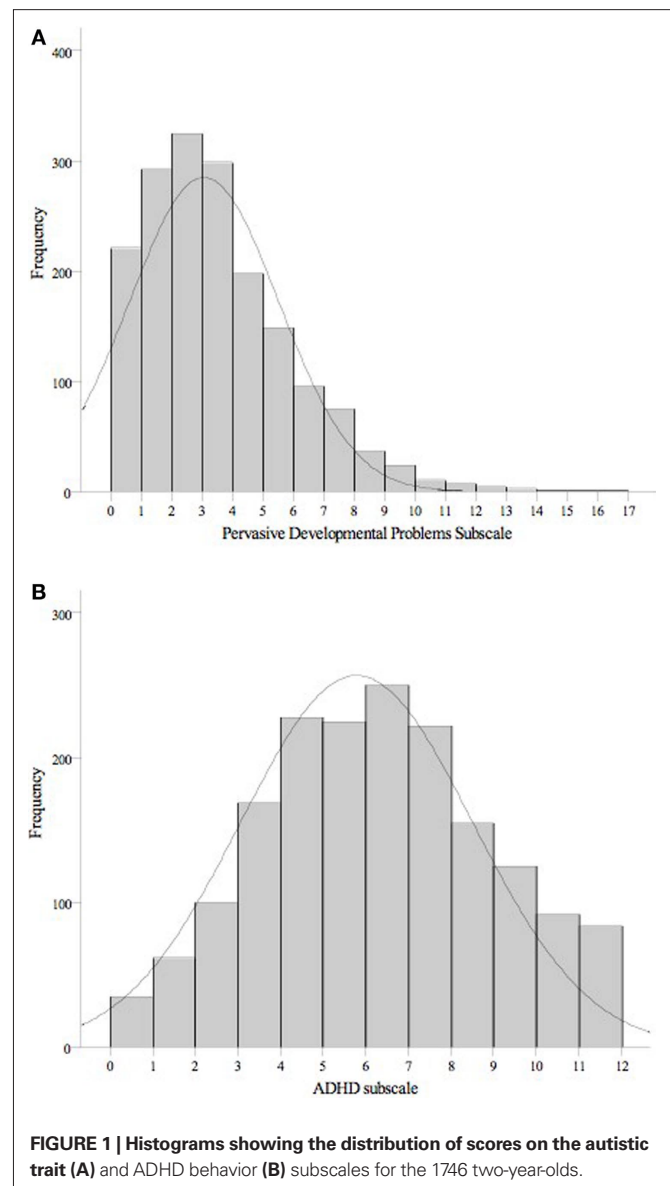 A
400
300
200
100
0
Frequency
0 1 2 3 4 5 6 7 8 9 10 11 12 13 14 15 16 17
Pervasive Developmental Problems Subscale
B
300
200
100
0
Frequency
0 1 2 3 4 5 6 7 8 9 10 11 12
ADHD subscale
FIGURE 1 | Histograms showing the distribution of scores on the autistic
trait (A) and ADHD behavior (B) subscales for the 1746 two-year-olds.